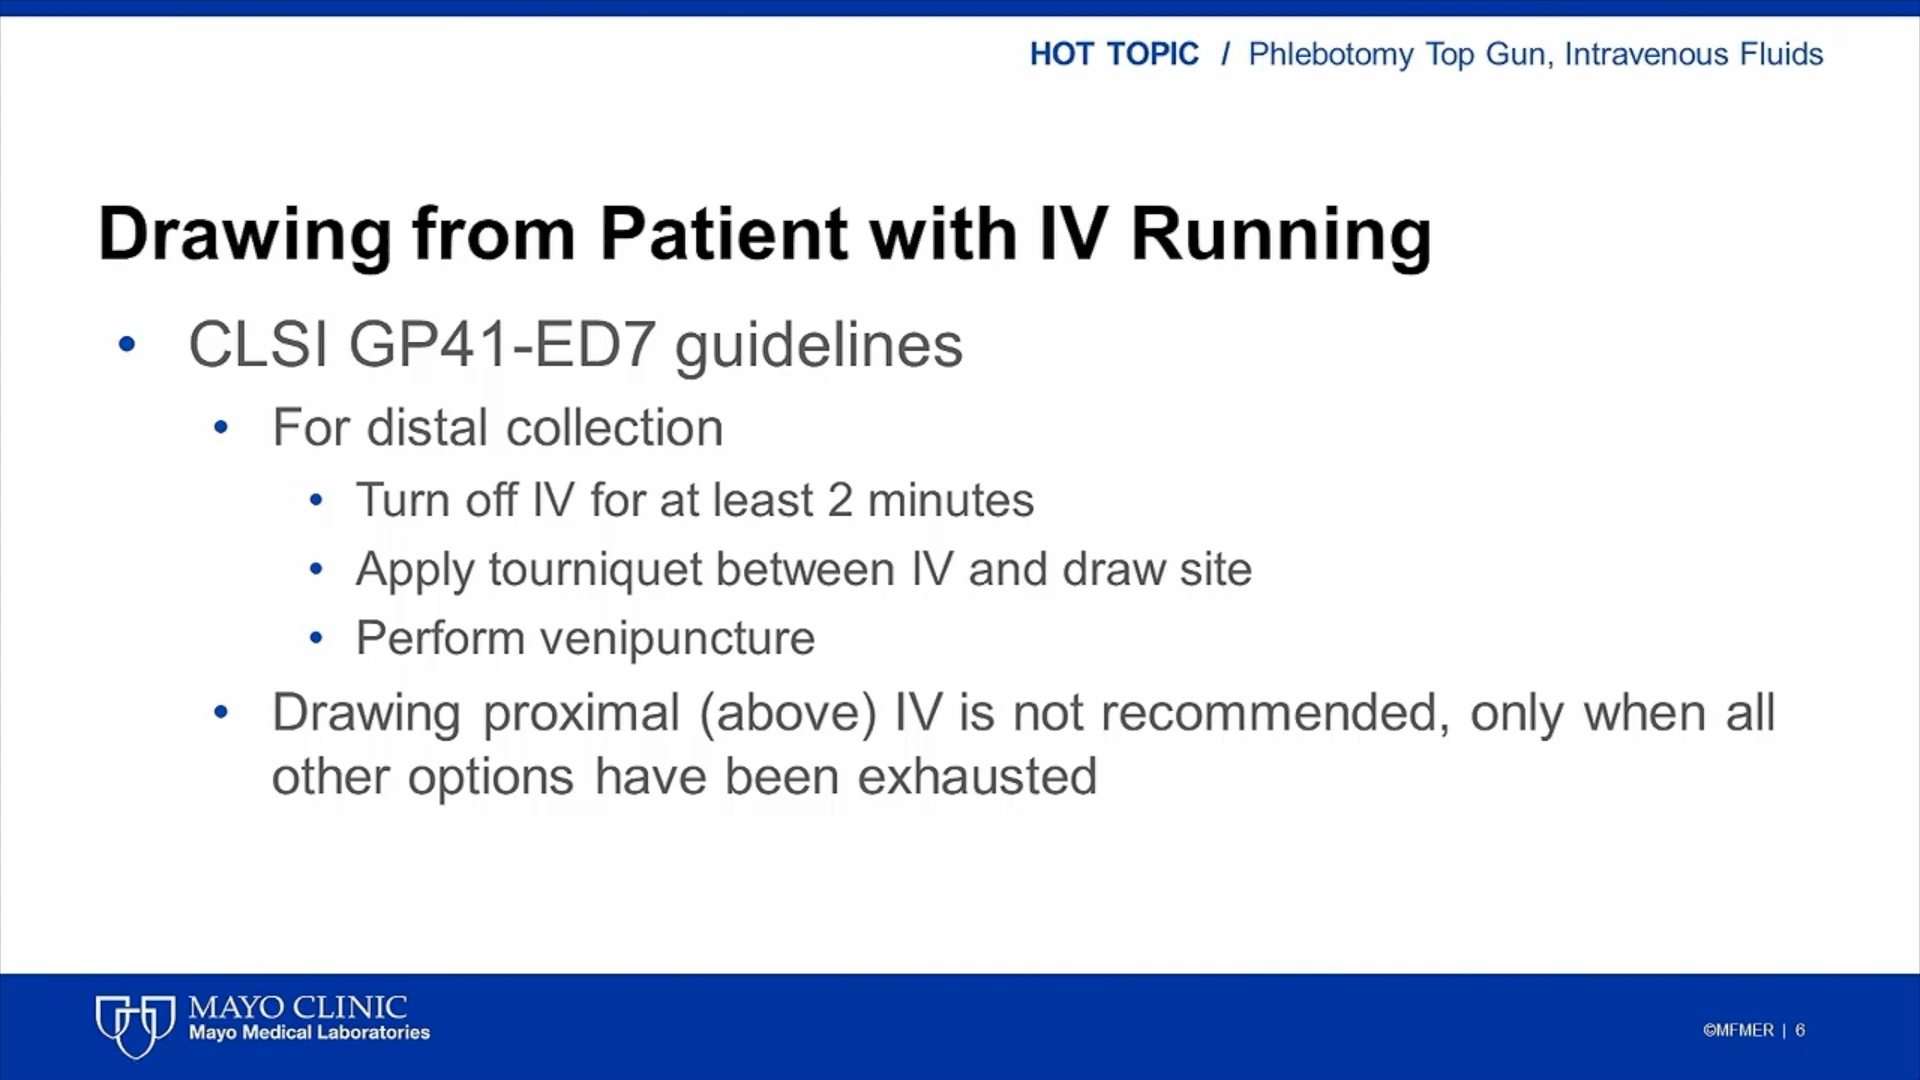 HOT TOPIC / Phlebotomy Top Gun, Intravenous Fluids
Drawing from Patient with IV Running
• CLSI GP41-ED7 guidelines
• For distal collection
• Turn off IV for at least 2 minutes
• Apply tourniquet between IV and draw site
• Perform venipuncture
• Drawing proximal (above) IV is not recommended, only when all
other options have been exhausted
MAYO CLINIC
Mayo Medical Laboratories
©MFMER | 6